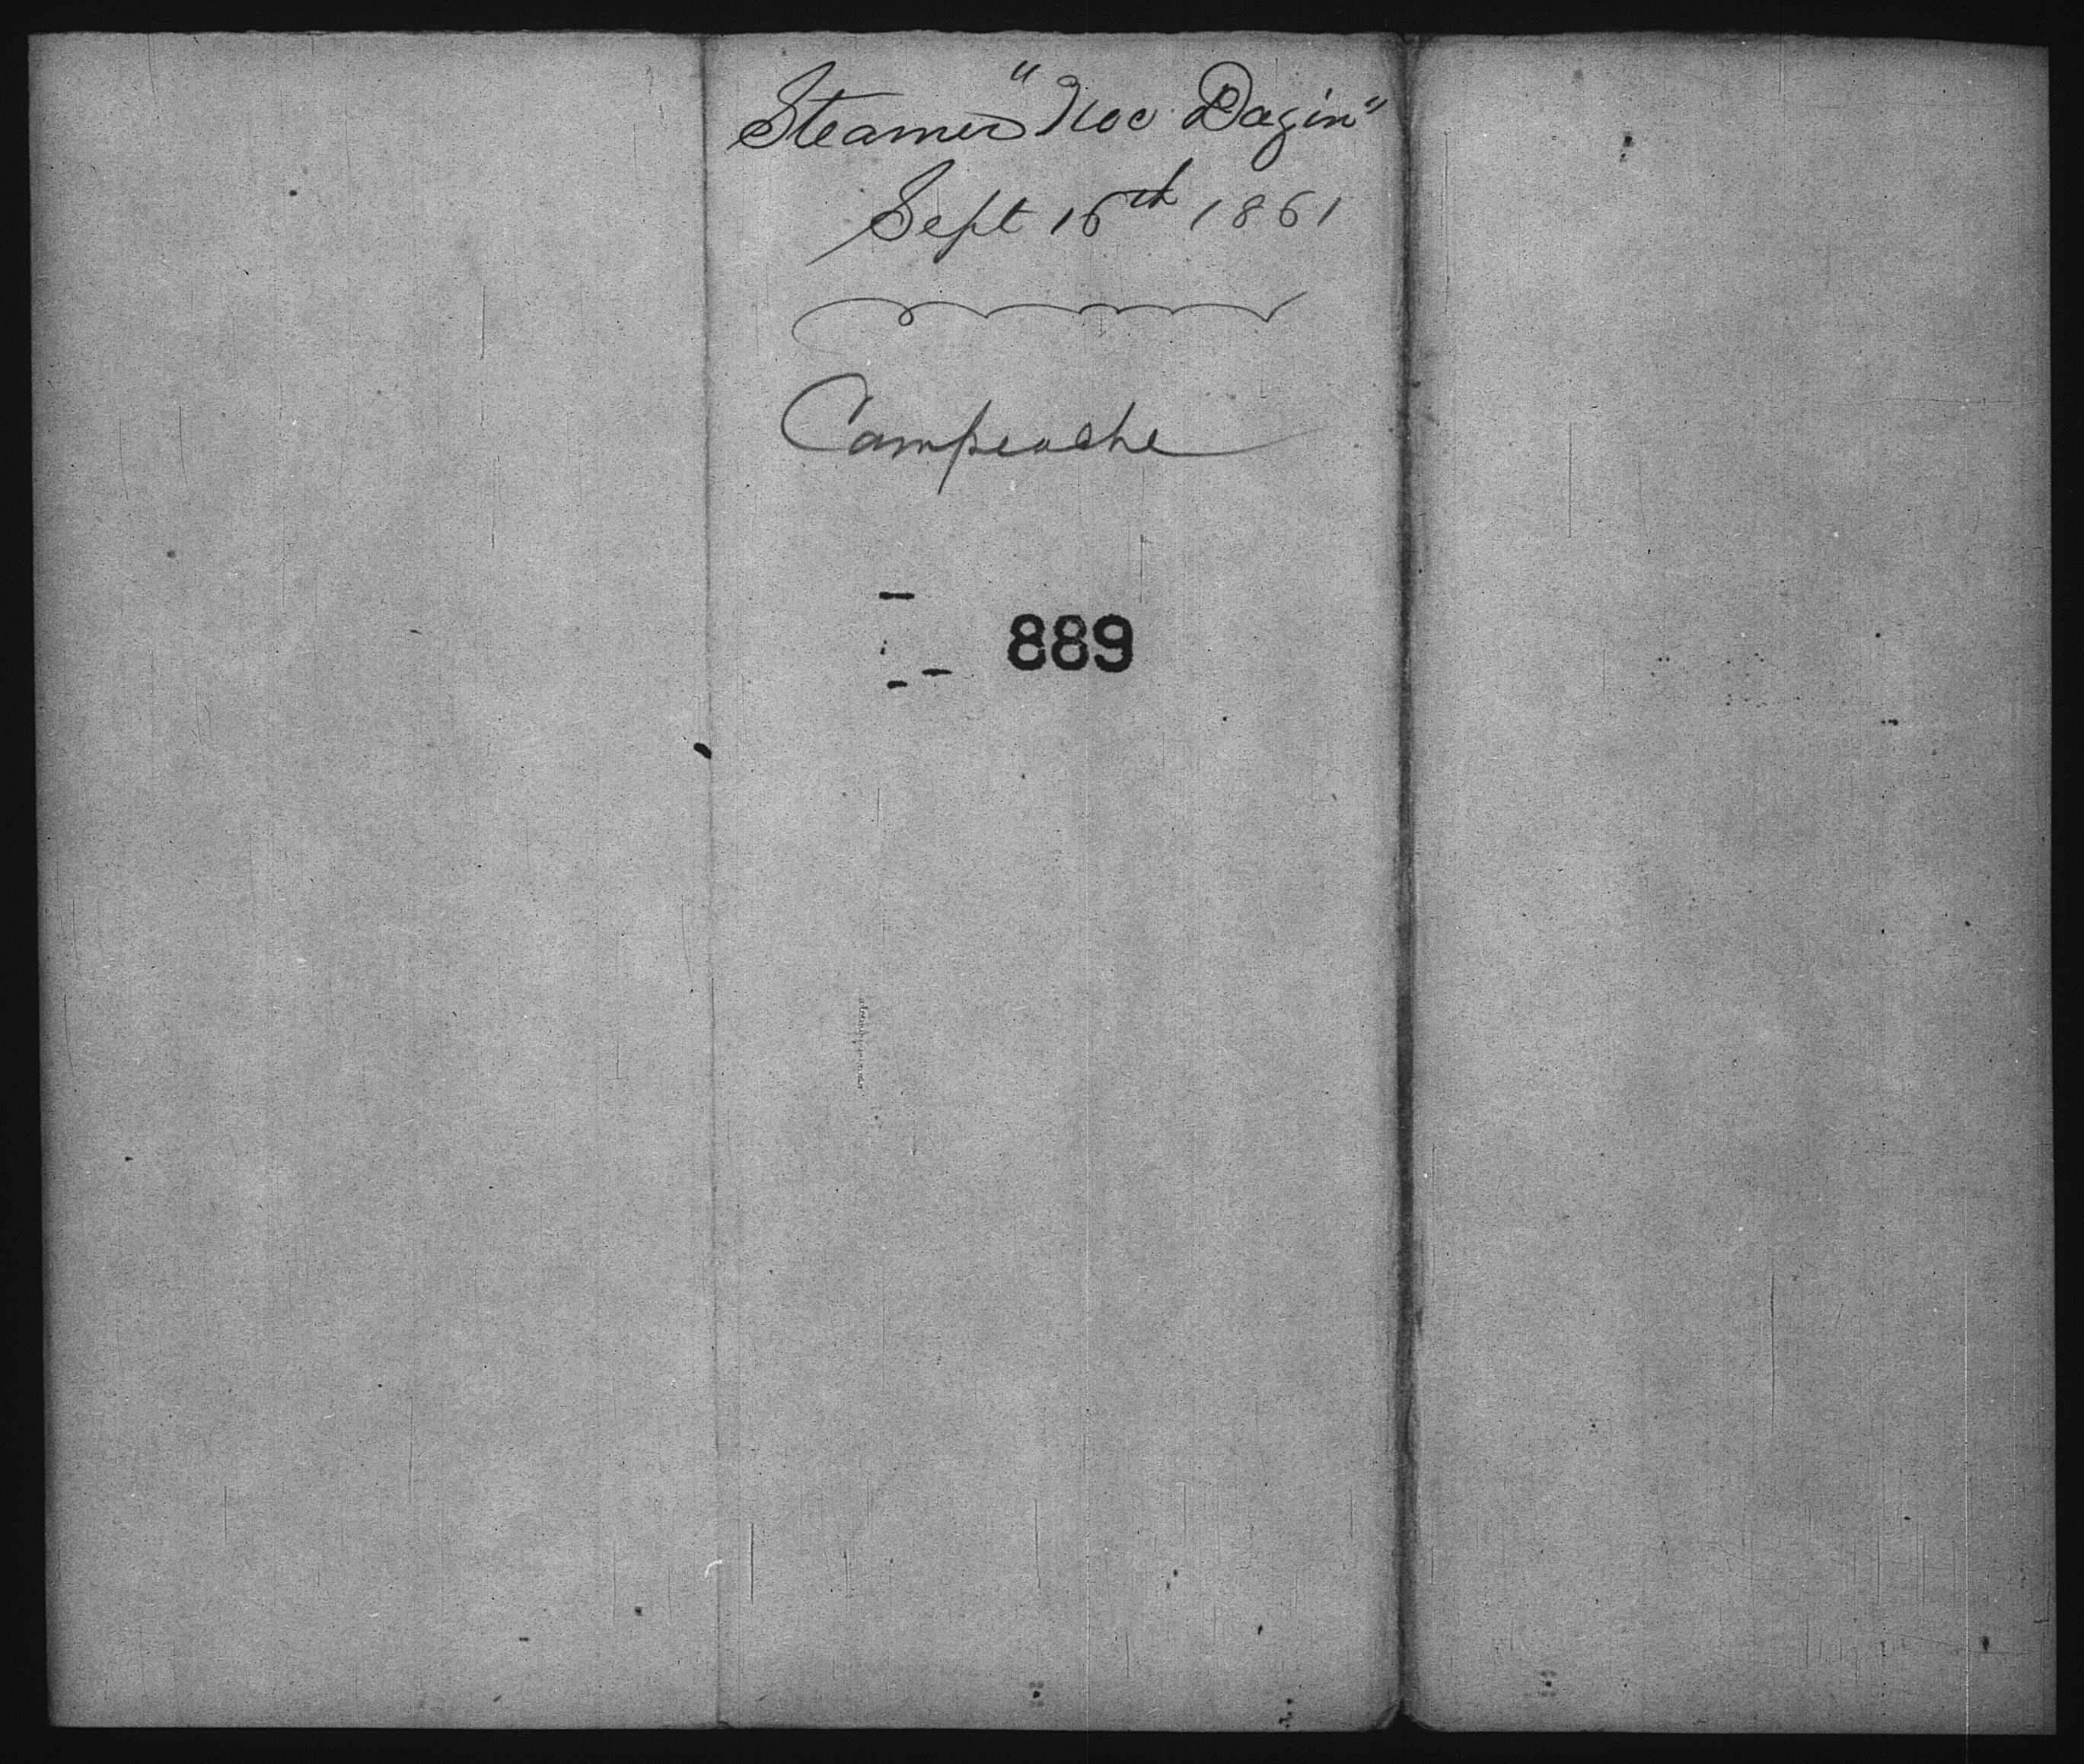 Steamer "Noc Dagin"
Sept 16th 1861
Campeache
889